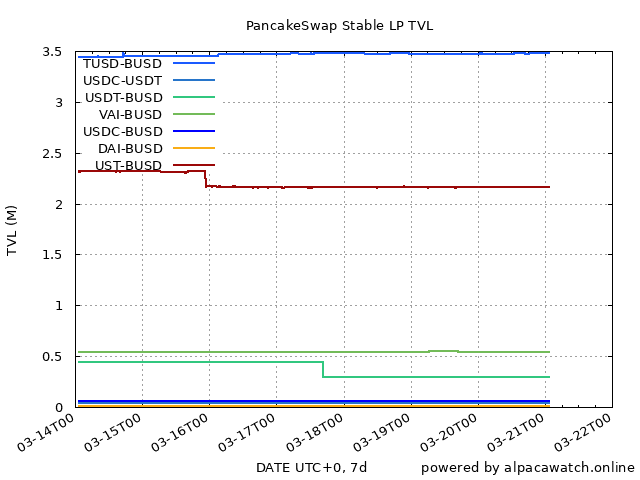 PancakeSwap Stable LP TVL
3.5
3
2.5
2
1.5
1
0.5
0
TVL (M)
TUSD-BUSD
USDC-USDT
USDT-BUSD
VAI-BUSD
USDC-BUSD
DAI-BUSD
UST-BUSD
03-14T00 03-15T00 03-16T00 03-17T00 03-18T00 03-19T00 03-20T00 03-21T00 03-22T00
DATE UTC+0, 7d powered by alpacawatch.online